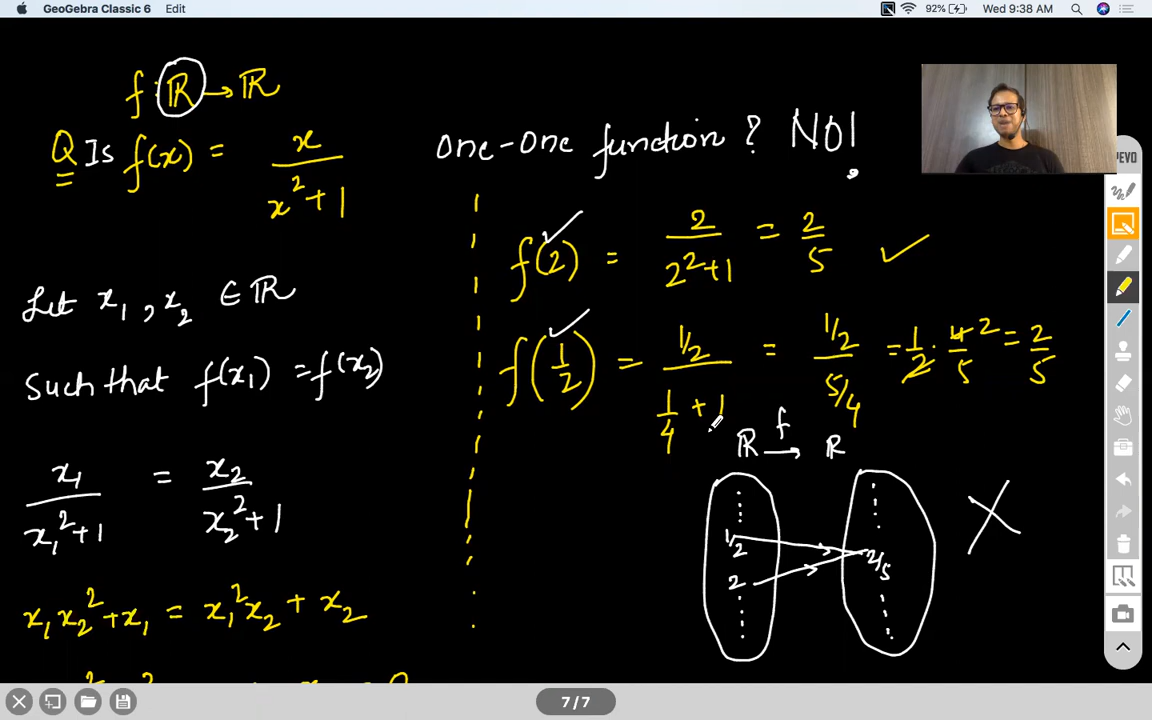 GeoGebra Classic 6 Edit 92% Wed 9:38 AM
f : ℝ → ℝ
Q Is f(x) = x/(x²+1) one-one function? NO!
Let x₁, x₂ ∈ ℝ
Such that f(x₁) = f(x₂)
x₁/(x₁²+1) = x₂/(x₂²+1)
x₁x₂²+x₁ = x₁²x₂ + x₂
f(2) = 2/(2²+1) = 2/5 ✓
f(1/2) = (1/2)/(1/4 + 1) = (1/2)/(5/4) = 1/2 · 4/5 2 = 2/5
f
ℝ → ℝ
1/2
2/5
2
7 / 7
EVO